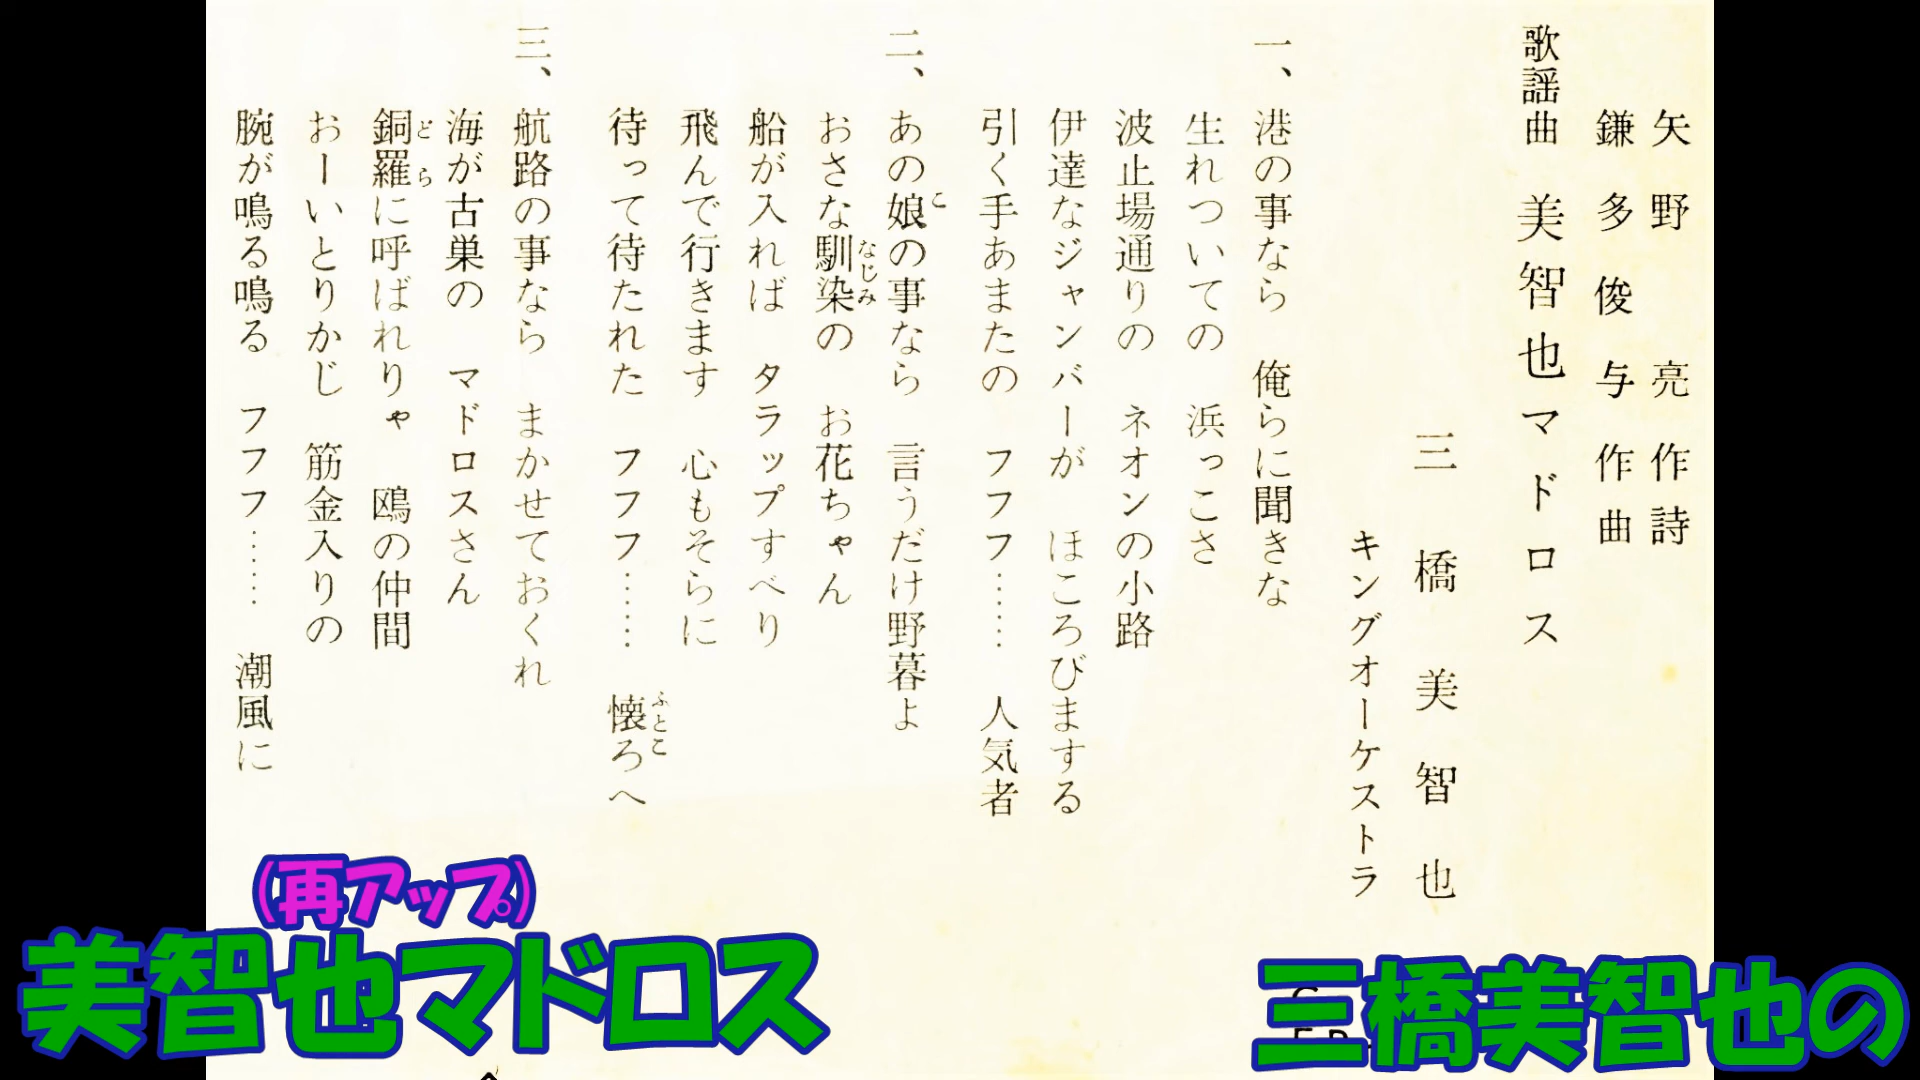 矢野 亮 作詩
鎌多俊与 作曲
歌謡曲 美智也マドロス
三橋美智也
キングオーケストラ
一、港の事なら 俺らに聞きな
生れついての 浜っこさ
波止場通りの ネオンの小路
伊達なジャンバーが ほころびまする
引く手あまたの フフフ…… 人気者
二、あの娘の事なら 言うだけ野暮よ
こ
おさな馴染の お花ちゃん
なじみ
船が入れば タラップすべり
飛んで行きます 心もそらに
待って待たれた フフフ…… 懐ろへ
ふとこ
三、航路の事なら まかせておくれ
海が古巣の マドロスさん
銅羅に呼ばれりゃ 鴎の仲間
どら
おーいとりかじ 筋金入りの
腕が鳴る鳴る フフフ…… 潮風に
三橋美智也の
(再アップ)
美智也マドロス